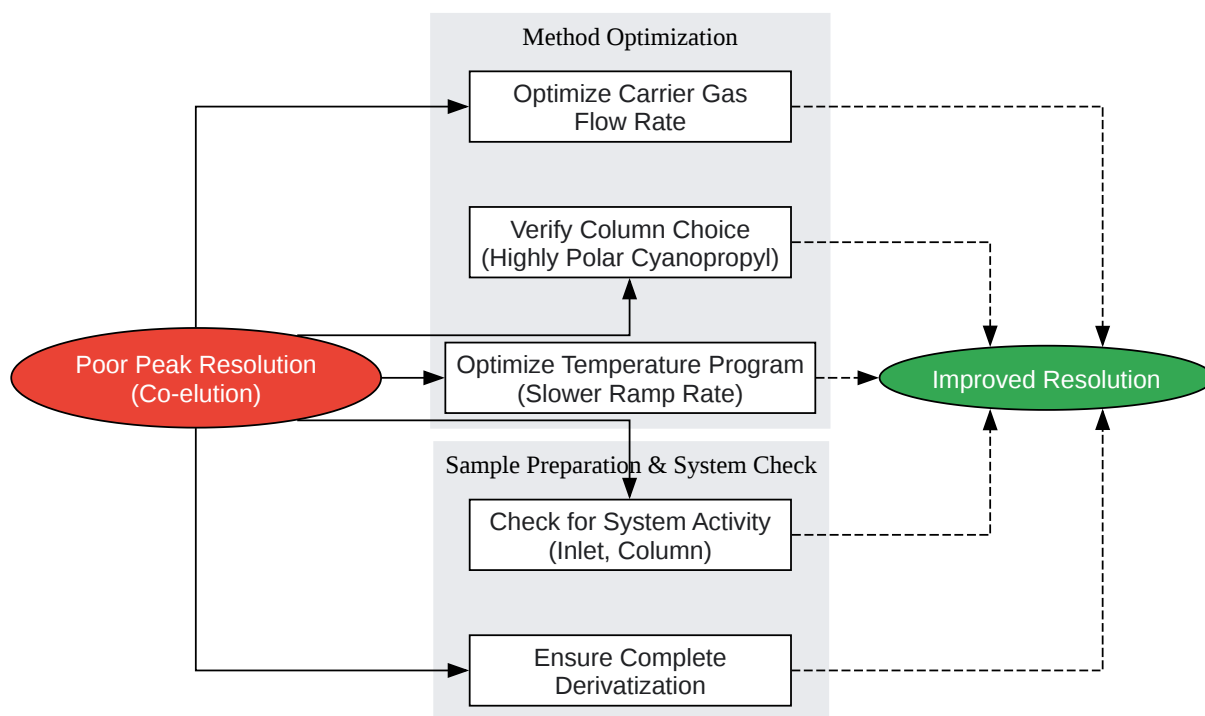 Method Optimization
Optimize Carrier Gas
Flow Rate
Verify Column Choice
(Highly Polar Cyanopropyl)
Poor Peak Resolution
(Co-elution)
Optimize Temperature Program
(Slower Ramp Rate)
Improved Resolution
Sample Preparation & System Check
Check for System Activity
(Inlet, Column)
Ensure Complete
Derivatization